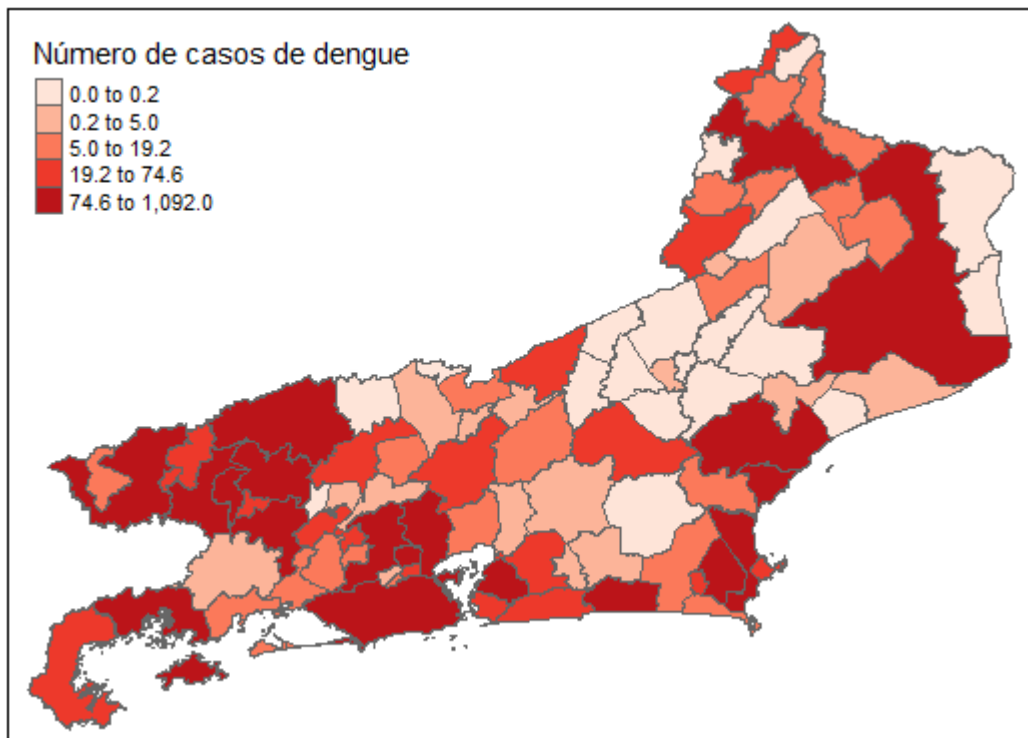 Número de casos de dengue
0.0 to 0.2
0.2 to 5.0
5.0 to 19.2
19.2 to 74.6
74.6 to 1,092.0